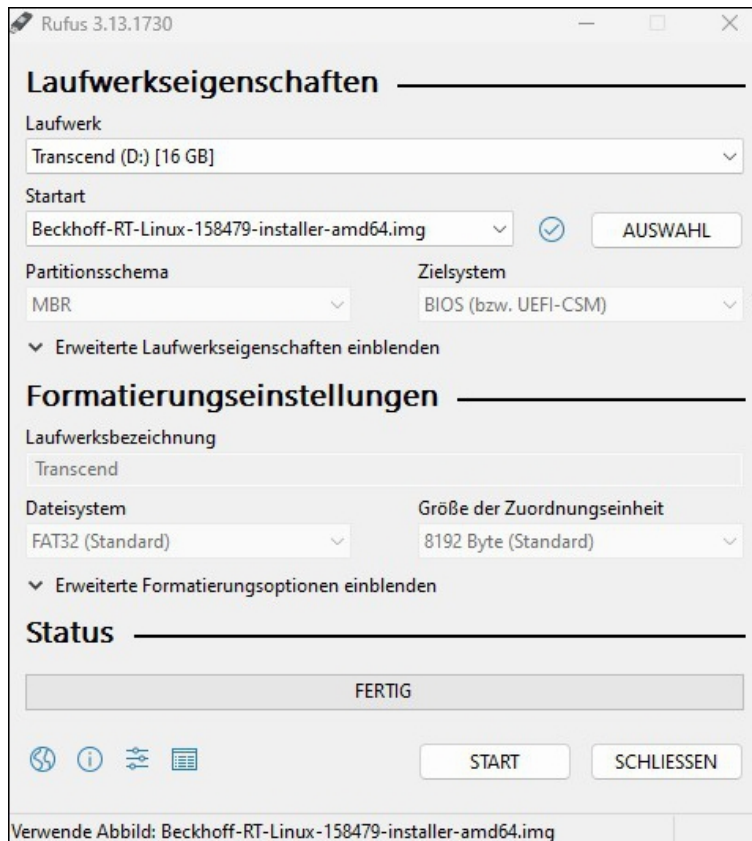 Rufus 3.13.1730
Laufwerkseigenschaften
Laufwerk
Transcend (D:) [16 GB]
Startart
Beckhoff-RT-Linux-158479-installer-amd64.img
AUSWAHL
Partitionsschema
Zielsystem
MBR
BIOS (bzw. UEFI-CSM)
Erweiterte Laufwerkseigenschaften einblenden
Formatierungseinstellungen
Laufwerksbezeichnung
Transcend
Dateisystem
Größe der Zuordnungseinheit
FAT32 (Standard)
8192 Byte (Standard)
Erweiterte Formatierungsoptionen einblenden
Status
FERTIG
START
SCHLIESSEN
Verwende Abbild: Beckhoff-RT-Linux-158479-installer-amd64.img